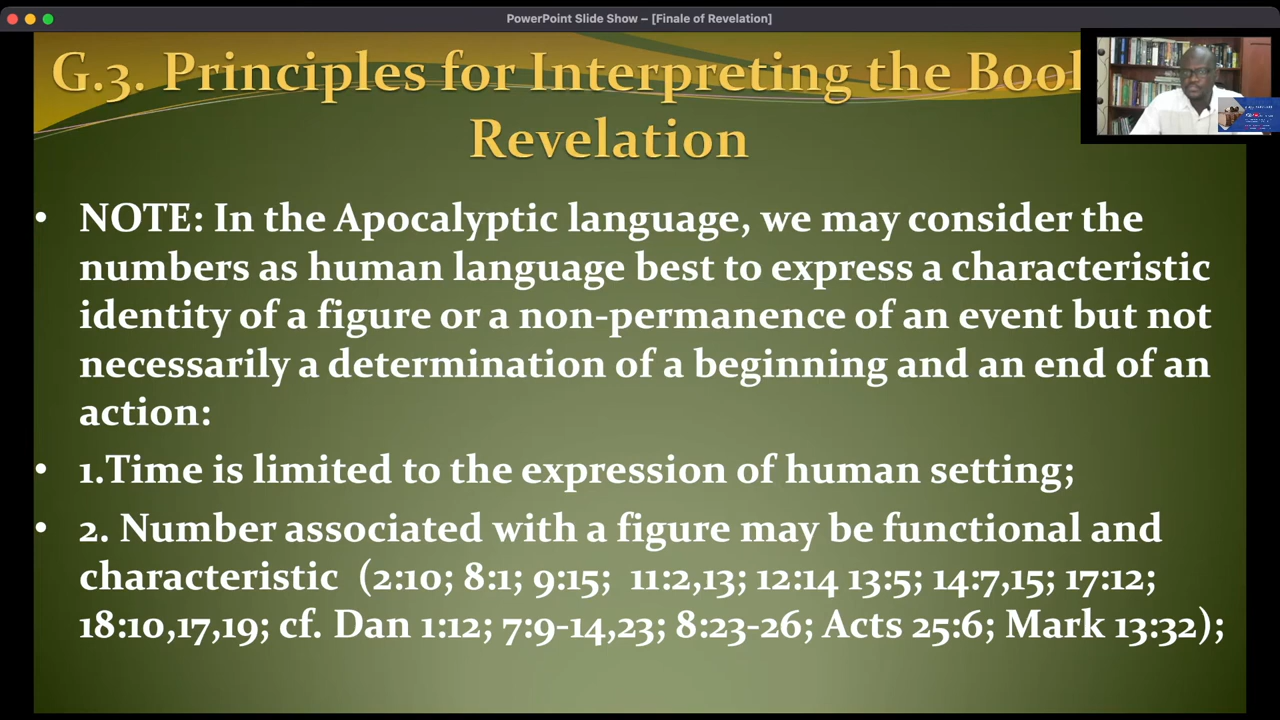 PowerPoint Slide Show – [Finale of Revelation]
G.3. Principles for Interpreting the Book
Revelation
• NOTE: In the Apocalyptic language, we may consider the
numbers as human language best to express a characteristic
identity of a figure or a non-permanence of an event but not
necessarily a determination of a beginning and an end of an
action:
• 1.Time is limited to the expression of human setting;
• 2. Number associated with a figure may be functional and
characteristic (2:10; 8:1; 9:15; 11:2,13; 12:14 13:5; 14:7,15; 17:12;
18:10,17,19; cf. Dan 1:12; 7:9-14,23; 8:23-26; Acts 25:6; Mark 13:32);